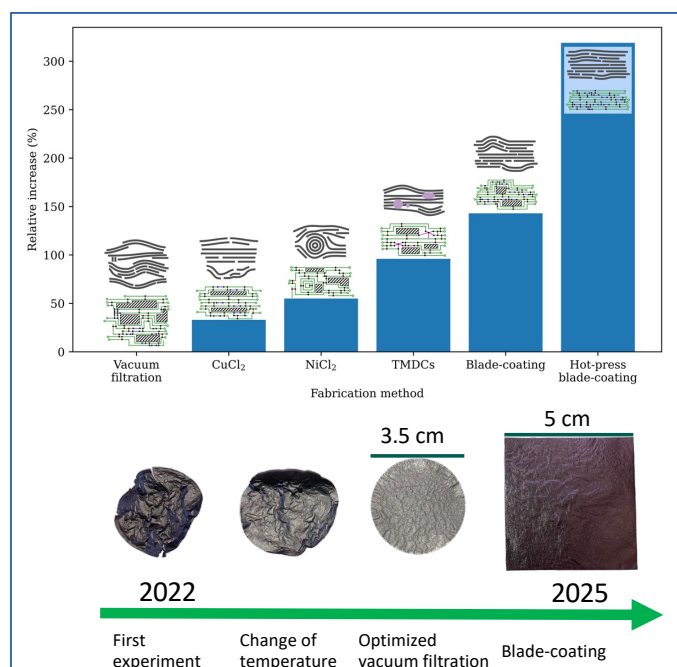 300
250
200
150
100
50
0
Relative increase (%)
Vacuum
filtration
CuCl₂
NiCl₂
TMDCs
Blade-coating
Hot-press
blade-coating
Fabrication method
3.5 cm
5 cm
2022
2025
First
experiment
Change of
temperature
Optimized
vacuum filtration
Blade-coating